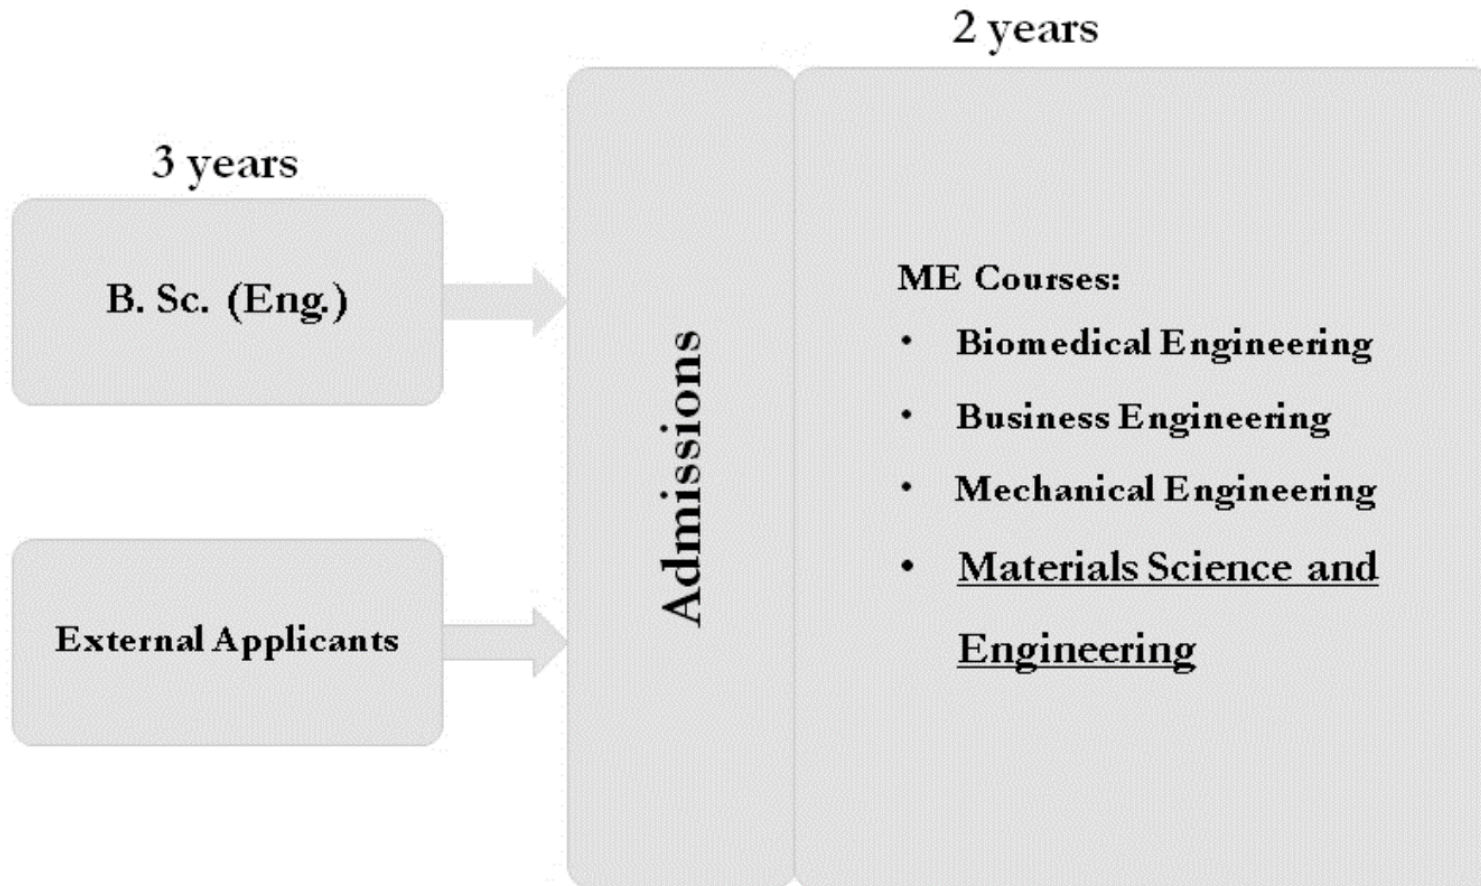 2 years
3 years
B. Sc. (Eng.)
External Applicants
Admissions
ME Courses:
• Biomedical Engineering
• Business Engineering
• Mechanical Engineering
• Materials Science and
Engineering